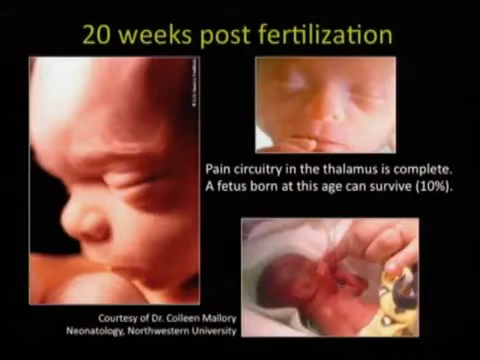 20 weeks post fertilization
Pain circuitry in the thalamus is complete.
A fetus born at this age can survive (10%).
Courtesy of Dr. Colleen Mallory
Neonatology, Northwestern University